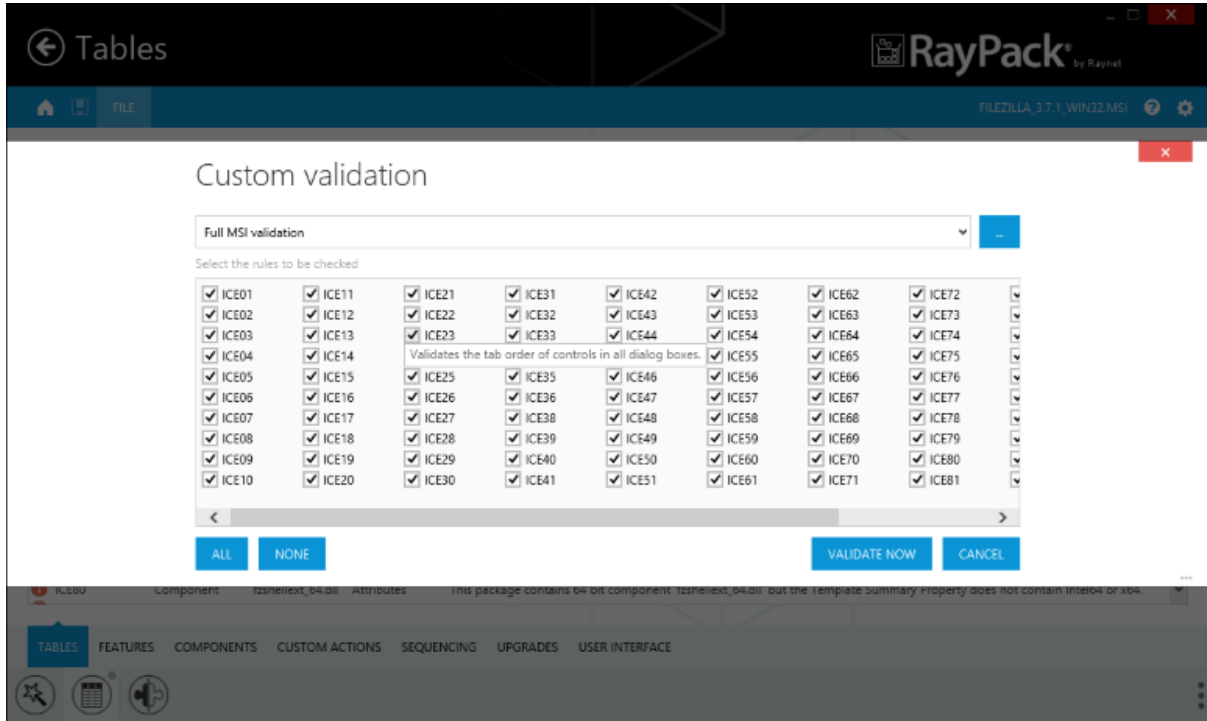 Tables
RayPack® by Raynet
FILE
FILEZILLA_3.7.1_WIN32.MSI
Custom validation
Full MSI validation
...
Select the rules to be checked
ICE01 ICE11 ICE21 ICE31 ICE42 ICE52 ICE62 ICE72
ICE02 ICE12 ICE22 ICE32 ICE43 ICE53 ICE63 ICE73
ICE03 ICE13 ICE23 ICE33 ICE44 ICE54 ICE64 ICE74
ICE04 ICE14 Validates the tab order of controls in all dialog boxes. ICE55 ICE65 ICE75
ICE05 ICE15 ICE25 ICE35 ICE46 ICE56 ICE66 ICE76
ICE06 ICE16 ICE26 ICE36 ICE47 ICE57 ICE67 ICE77
ICE07 ICE17 ICE27 ICE38 ICE48 ICE58 ICE68 ICE78
ICE08 ICE18 ICE28 ICE39 ICE49 ICE59 ICE69 ICE79
ICE09 ICE19 ICE29 ICE40 ICE50 ICE60 ICE70 ICE80
ICE10 ICE20 ICE30 ICE41 ICE51 ICE61 ICE71 ICE81
ALL NONE VALIDATE NOW CANCEL
ICE80 Component fzshellext_64.dll Attributes This package contains 64 bit component 'fzshellext_64.dll' but the Template Summary Property does not contain Intel64 or x64.
TABLES FEATURES COMPONENTS CUSTOM ACTIONS SEQUENCING UPGRADES USER INTERFACE